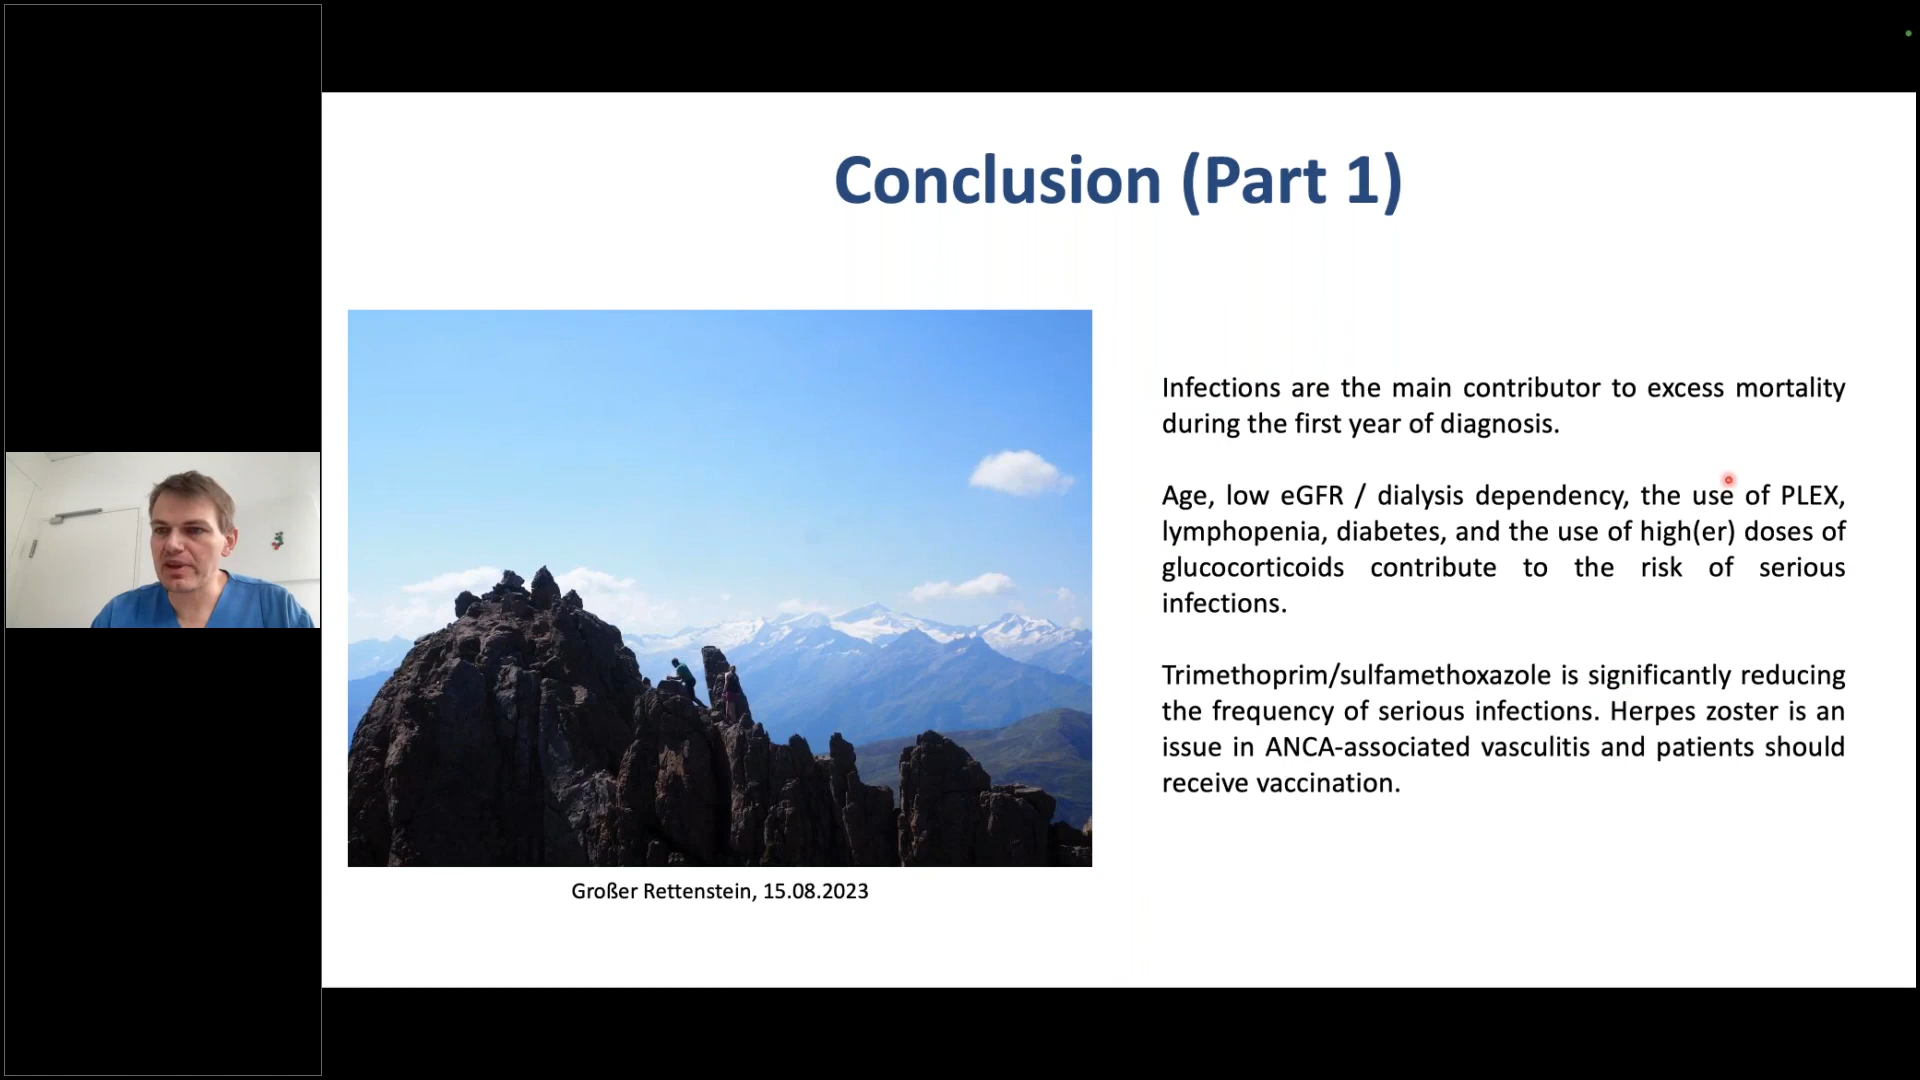 Conclusion (Part 1)
Infections are the main contributor to excess mortality
during the first year of diagnosis.
Age, low eGFR / dialysis dependency, the use of PLEX,
lymphopenia, diabetes, and the use of high(er) doses of
glucocorticoids contribute to the risk of serious
infections.
Trimethoprim/sulfamethoxazole is significantly reducing
the frequency of serious infections. Herpes zoster is an
issue in ANCA-associated vasculitis and patients should
receive vaccination.
Großer Rettenstein, 15.08.2023